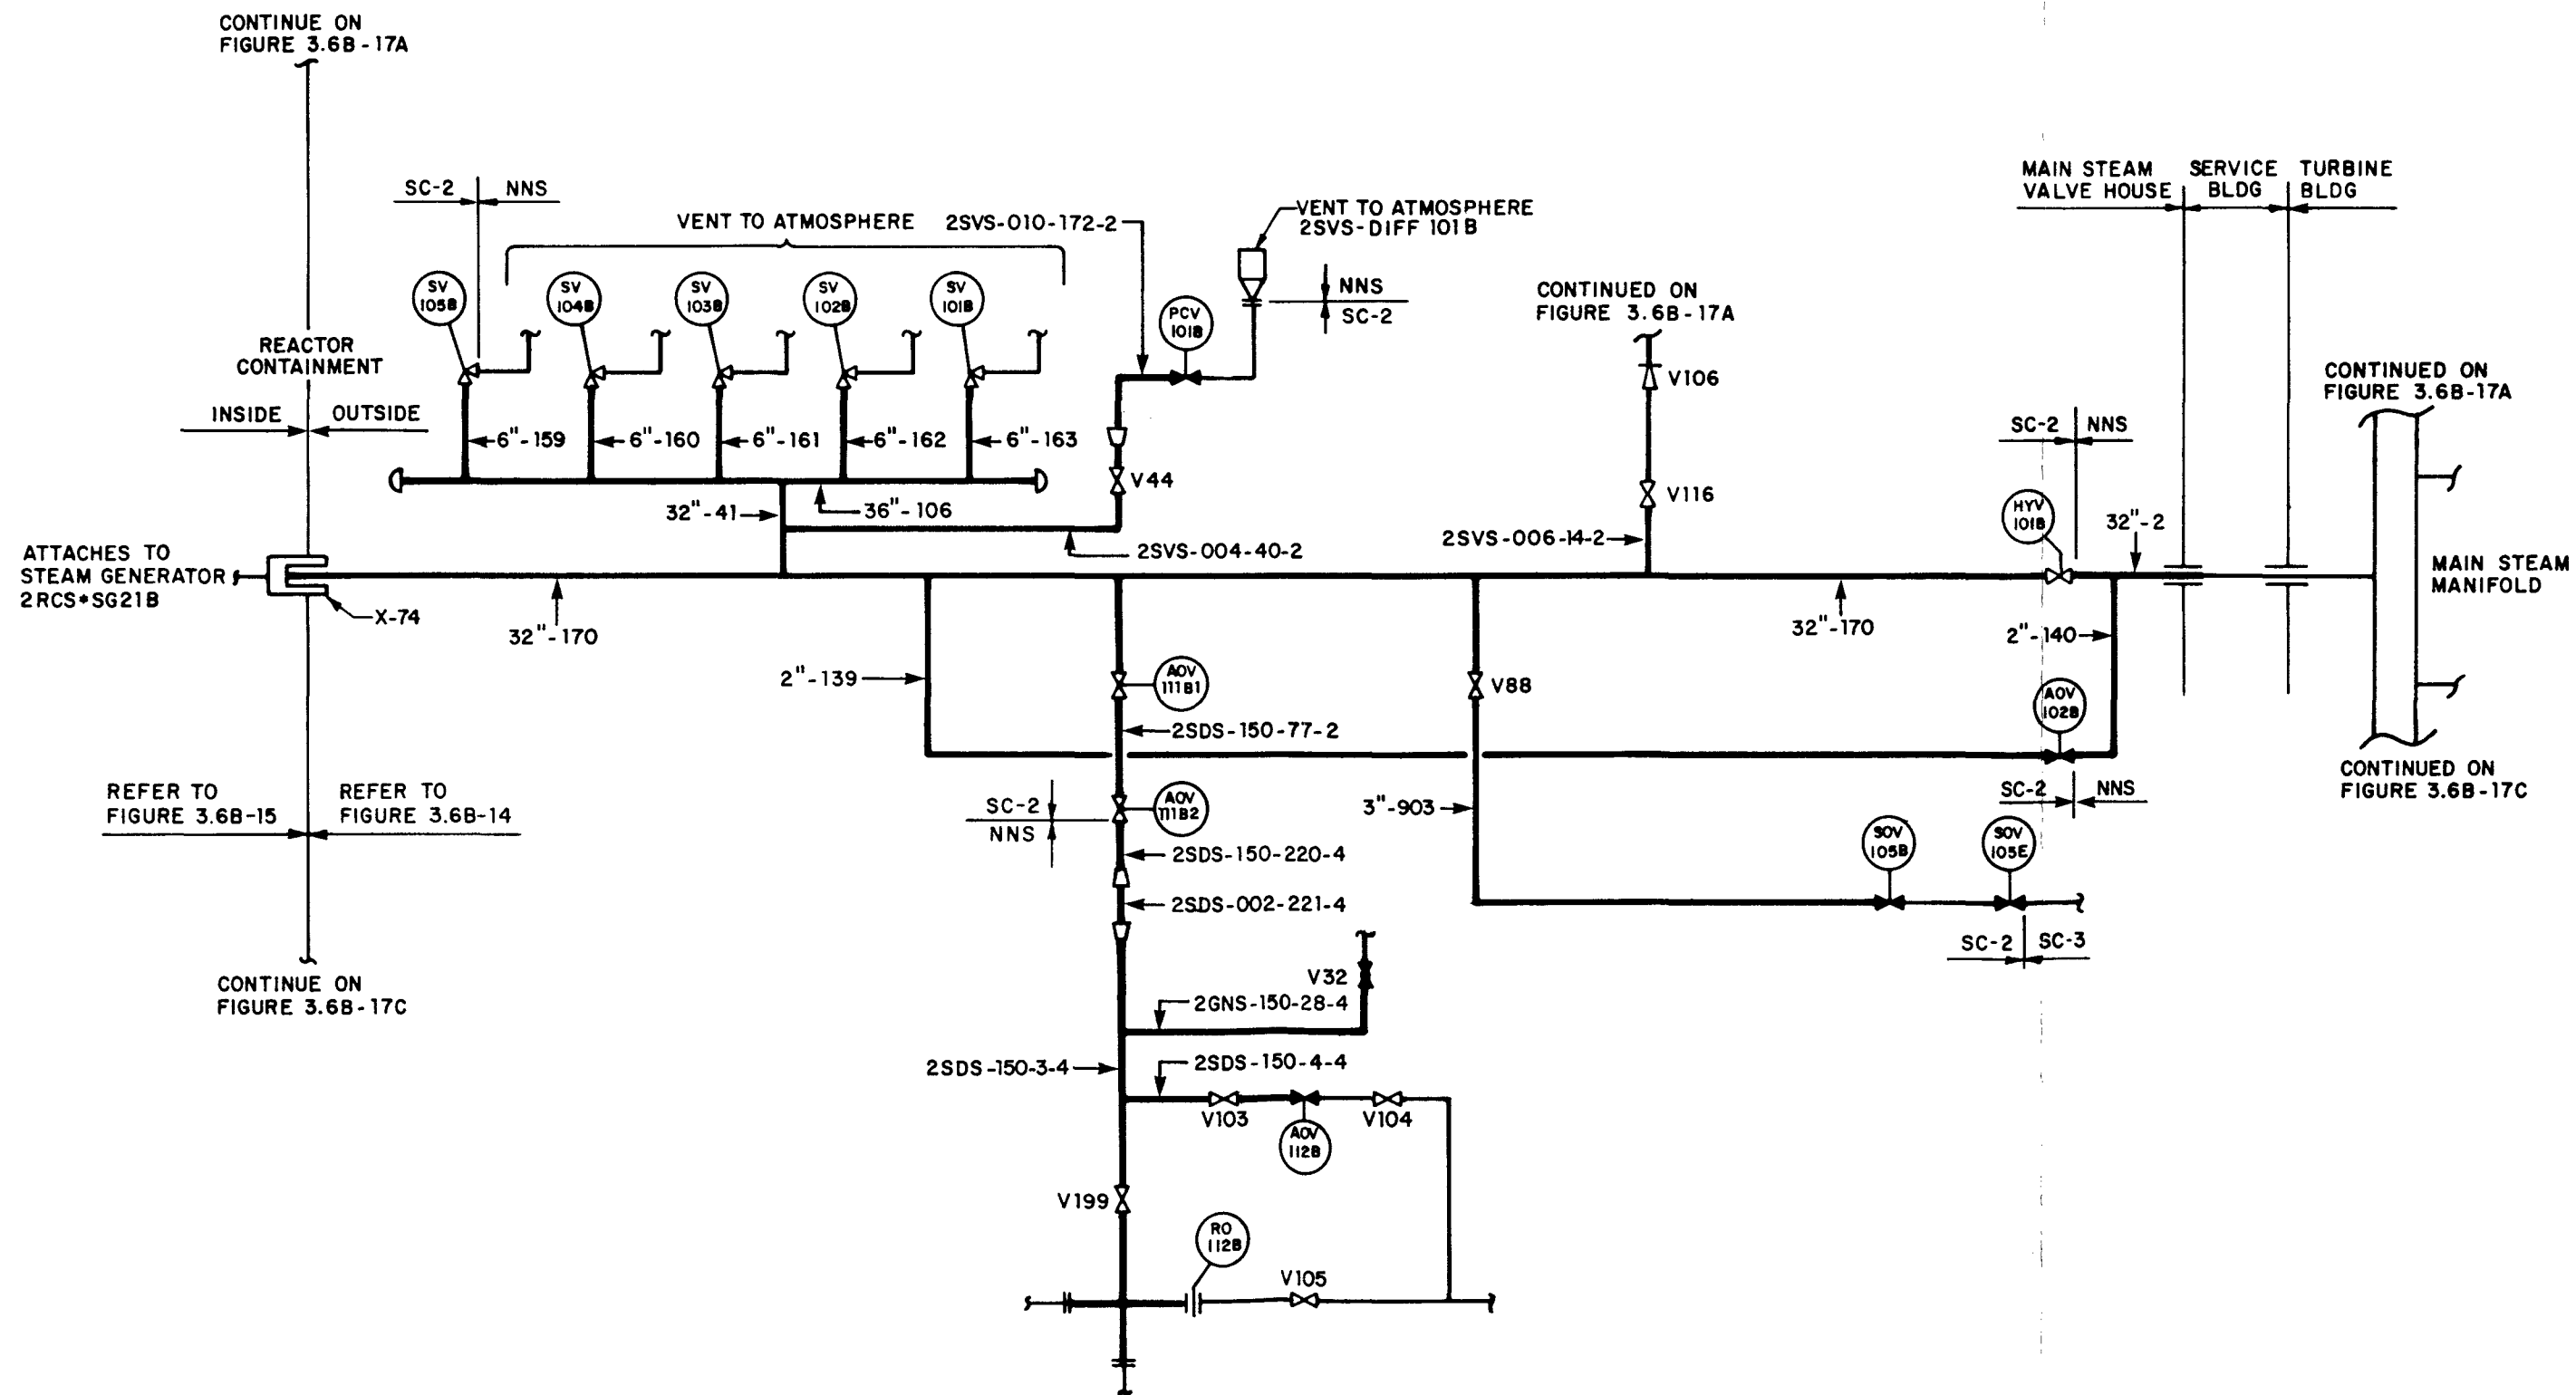 CONTINUE ON
FIGURE 3.6B-17A
SC-2
NNS
VENT TO ATMOSPHERE
2SVS-010-172-2
VENT TO ATMOSPHERE
2SVS-DIFF 101B
MAIN STEAM
VALVE HOUSE
SERVICE
BLDG
TURBINE
BLDG
SV
105B
SV
104B
SV
103B
SV
102B
SV
101B
PCV
101B
NNS
SC-2
CONTINUED ON
FIGURE 3.6B-17A
REACTOR
CONTAINMENT
INSIDE
OUTSIDE
V106
CONTINUED ON
FIGURE 3.6B-17A
6"-159
6"-160
6"-161
6"-162
6"-163
SC-2
NNS
V44
V116
32"-41
36"-106
HYV
101B
32"-2
2SVS-004-40-2
2SVS-006-14-2
ATTACHES TO
STEAM GENERATOR
2RCS*SG21B
X-74
32"-170
32"-170
2"-140
MAIN STEAM
MANIFOLD
2"-139
AOV
111B1
V88
AOV
102B
2SDS-150-77-2
REFER TO
FIGURE 3.6B-15
REFER TO
FIGURE 3.6B-14
SC-2
NNS
AOV
111B2
3"-903
SC-2
NNS
CONTINUED ON
FIGURE 3.6B-17C
2SDS-150-220-4
SOV
105B
SOV
105E
2SDS-002-221-4
SC-2
SC-3
CONTINUE ON
FIGURE 3.6B-17C
V32
2GNS-150-28-4
2SDS-150-3-4
2SDS-150-4-4
V103
AOV
112B
V104
V199
RO
112B
V105